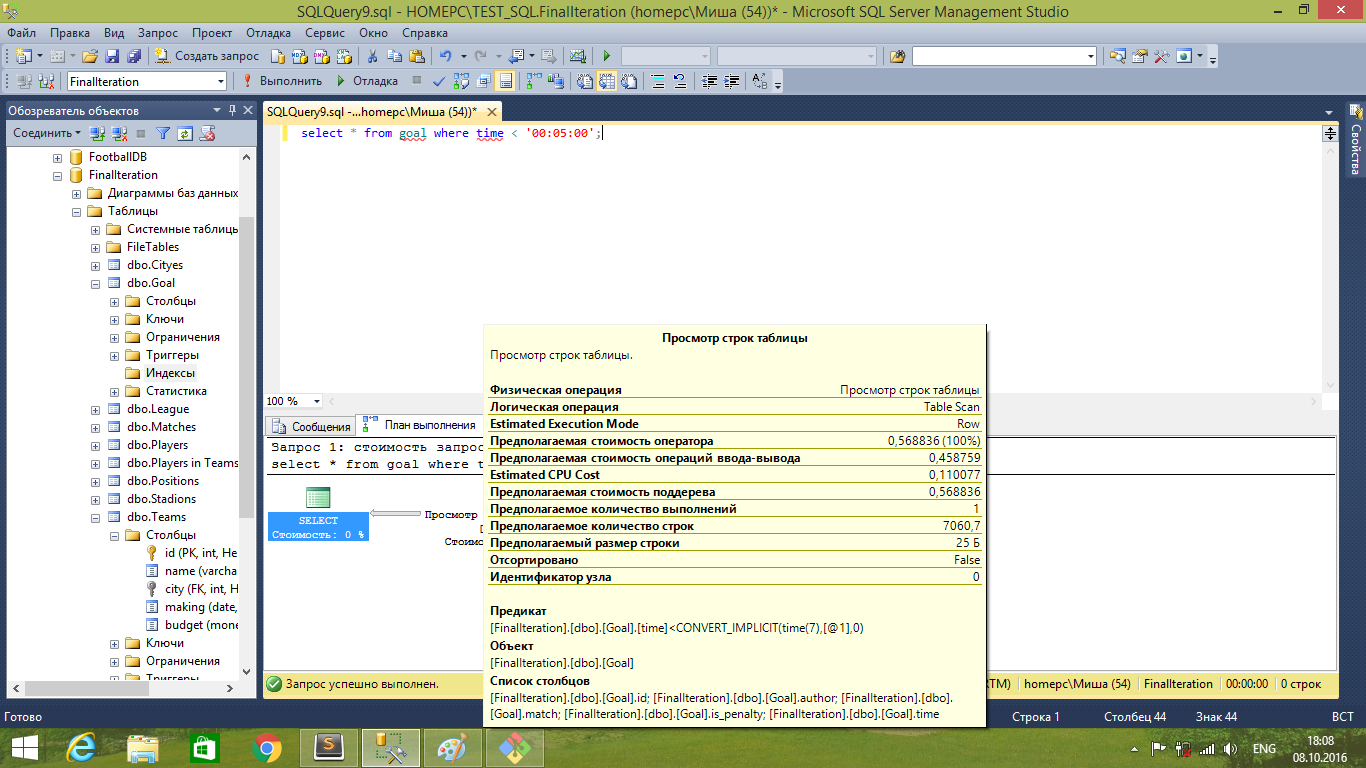 SQLQuery9.sql - HOMEPC\TEST_SQL.FinalIteration (homepc\Миша (54))* - Microsoft SQL Server Management Studio
Файл Правка Вид Запрос Проект Отладка Сервис Окно Справка
Создать запрос
FinalIteration Выполнить Отладка
Обозреватель объектов
SQLQuery9.sql -...homepc\Миша (54))*
Соединить
select * from goal where time < '00:05:00';
Свойства
FootballDB
FinalIteration
Диаграммы баз данных
Таблицы
Системные таблицы
FileTables
dbo.Cityes
dbo.Goal
Столбцы
Ключи
Ограничения
Триггеры
Индексы
Статистика
dbo.League
dbo.Matches
dbo.Players
dbo.Players in Teams
dbo.Positions
dbo.Stadions
dbo.Teams
Столбцы
id (PK, int, Не
name (varcha
city (FK, int, Н
making (date,
budget (mone
Ключи
Ограничения
Триггеры
100 %
Сообщения План выполнения
Запрос 1: стоимость запрос
select * from goal where t
SELECT
Стоимость: 0 %
Просмотр
Стоимос
Просмотр строк таблицы
Просмотр строк таблицы.
Физическая операция Просмотр строк таблицы
Логическая операция Table Scan
Estimated Execution Mode Row
Предполагаемая стоимость оператора 0,568836 (100%)
Предполагаемая стоимость операций ввода-вывода 0,458759
Estimated CPU Cost 0,110077
Предполагаемая стоимость поддерева 0,568836
Предполагаемое количество выполнений 1
Предполагаемое количество строк 7060,7
Предполагаемый размер строки 25 Б
Отсортировано False
Идентификатор узла 0
Предикат
[FinalIteration].[dbo].[Goal].[time]<CONVERT_IMPLICIT(time(7),[@1],0)
Объект
[FinalIteration].[dbo].[Goal]
Список столбцов
[FinalIteration].[dbo].[Goal].id; [FinalIteration].[dbo].[Goal].author; [FinalIteration].[dbo].
[Goal].match; [FinalIteration].[dbo].[Goal].is_penalty; [FinalIteration].[dbo].[Goal].time
Запрос успешно выполнен. RTM) homepc\Миша (54) FinalIteration 00:00:00 0 строк
Готово Строка 1 Столбец 44 Знак 44 ВСТ
ENG
18:08
08.10.2016